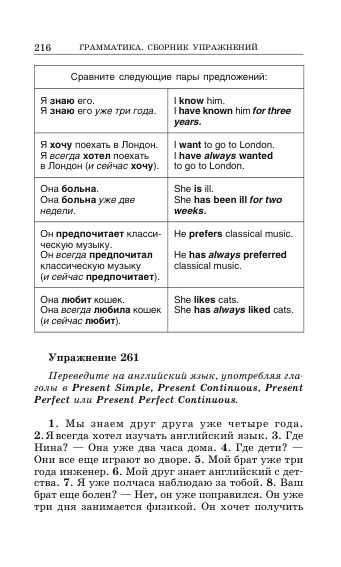 216 ГРАММАТИКА. СБОРНИК УПРАЖНЕНИЙ
Сравните следующие пары предложений:
Я знаю его.
Я знаю его уже три года.
I know him.
I have known him for three
years.
Я хочу поехать в Лондон.
Я всегда хотел поехать
в Лондон (и сейчас хочу).
I want to go to London.
I have always wanted
to go to London.
Она больна.
Она больна уже две
недели.
She is ill.
She has been ill for two
weeks.
Он предпочитает класси-
ческую музыку.
Он всегда предпочитал
классическую музыку
(и сейчас предпочитает).
He prefers classical music.
He has always preferred
classical music.
Она любит кошек.
Она всегда любила кошек
(и сейчас любит).
She likes cats.
She has always liked cats.
Упражнение 261
Переведите на английский язык, употребляя гла-
голы в Present Simple, Present Continuous, Present
Perfect или Present Perfect Continuous.
1. Мы знаем друг друга уже четыре года.
2. Я всегда хотел изучать английский язык. 3. Где
Нина? — Она уже два часа дома. 4. Где дети? —
Они все еще играют во дворе. 5. Мой брат уже три
года инженер. 6. Мой друг знает английский с дет-
ства. 7. Я уже полчаса наблюдаю за тобой. 8. Ваш
брат еще болен? — Нет, он уже поправился. Он уже
три дня занимается физикой. Он хочет получить